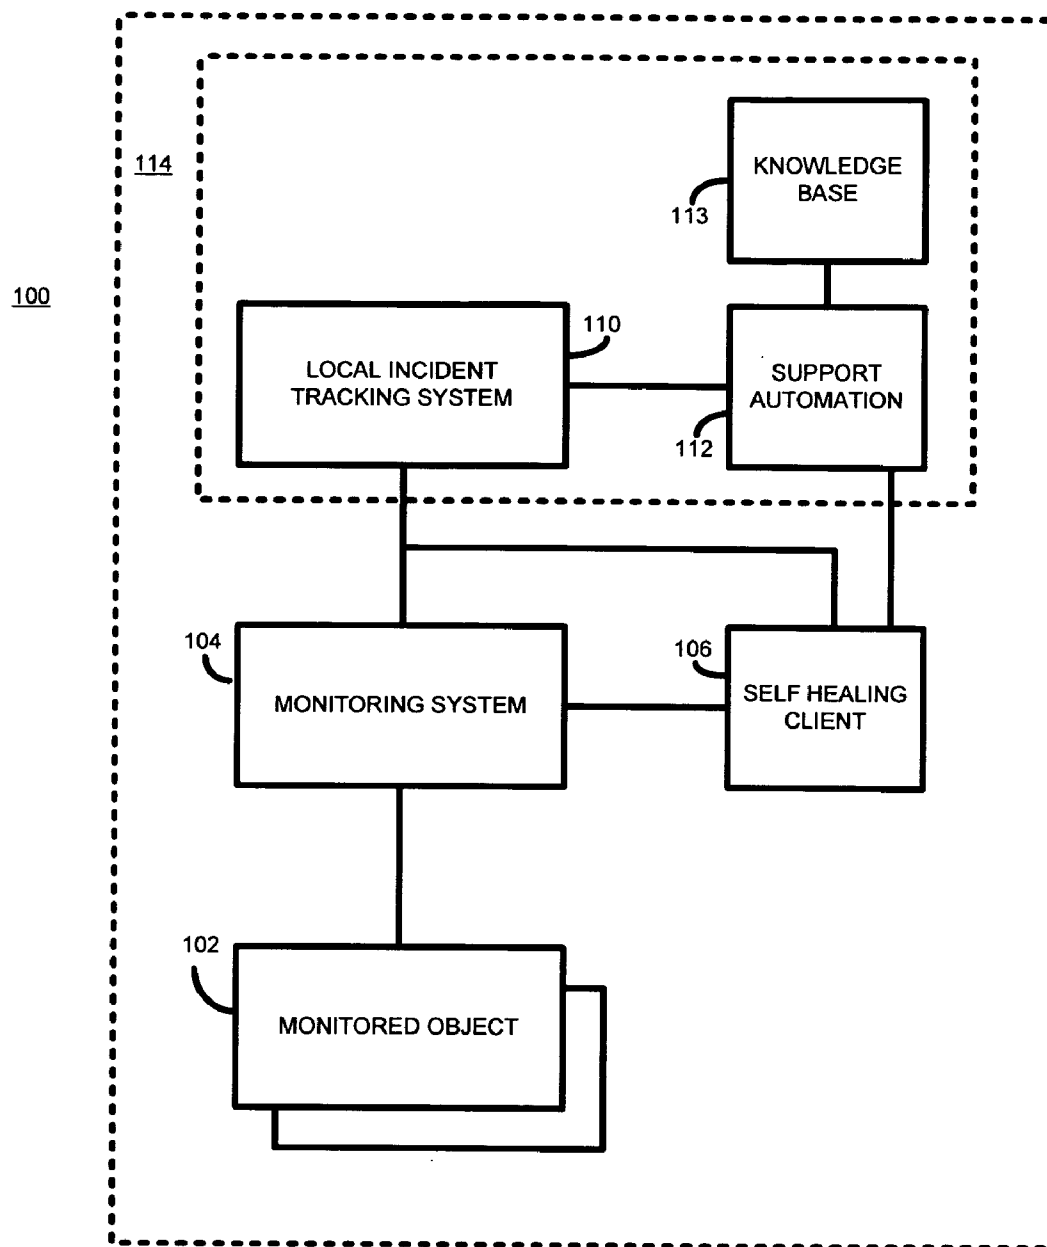 114
KNOWLEDGE
BASE
113
100
110
LOCAL INCIDENT
TRACKING SYSTEM
SUPPORT
AUTOMATION
112
104
MONITORING SYSTEM
106
SELF HEALING
CLIENT
102
MONITORED OBJECT